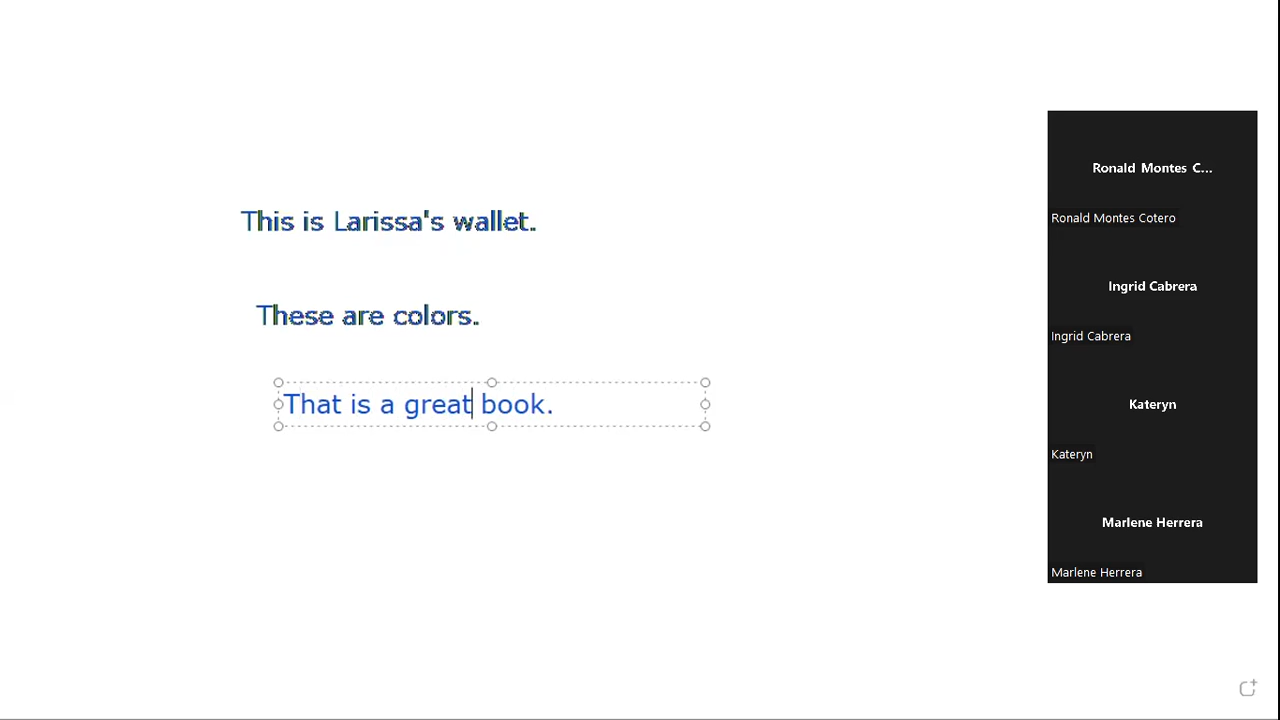 This is Larissa's wallet.
These are colors.
That is a great book.
Ronald Montes C...
Ronald Montes Cotero
Ingrid Cabrera
Ingrid Cabrera
Kateryn
Kateryn
Marlene Herrera
Marlene Herrera